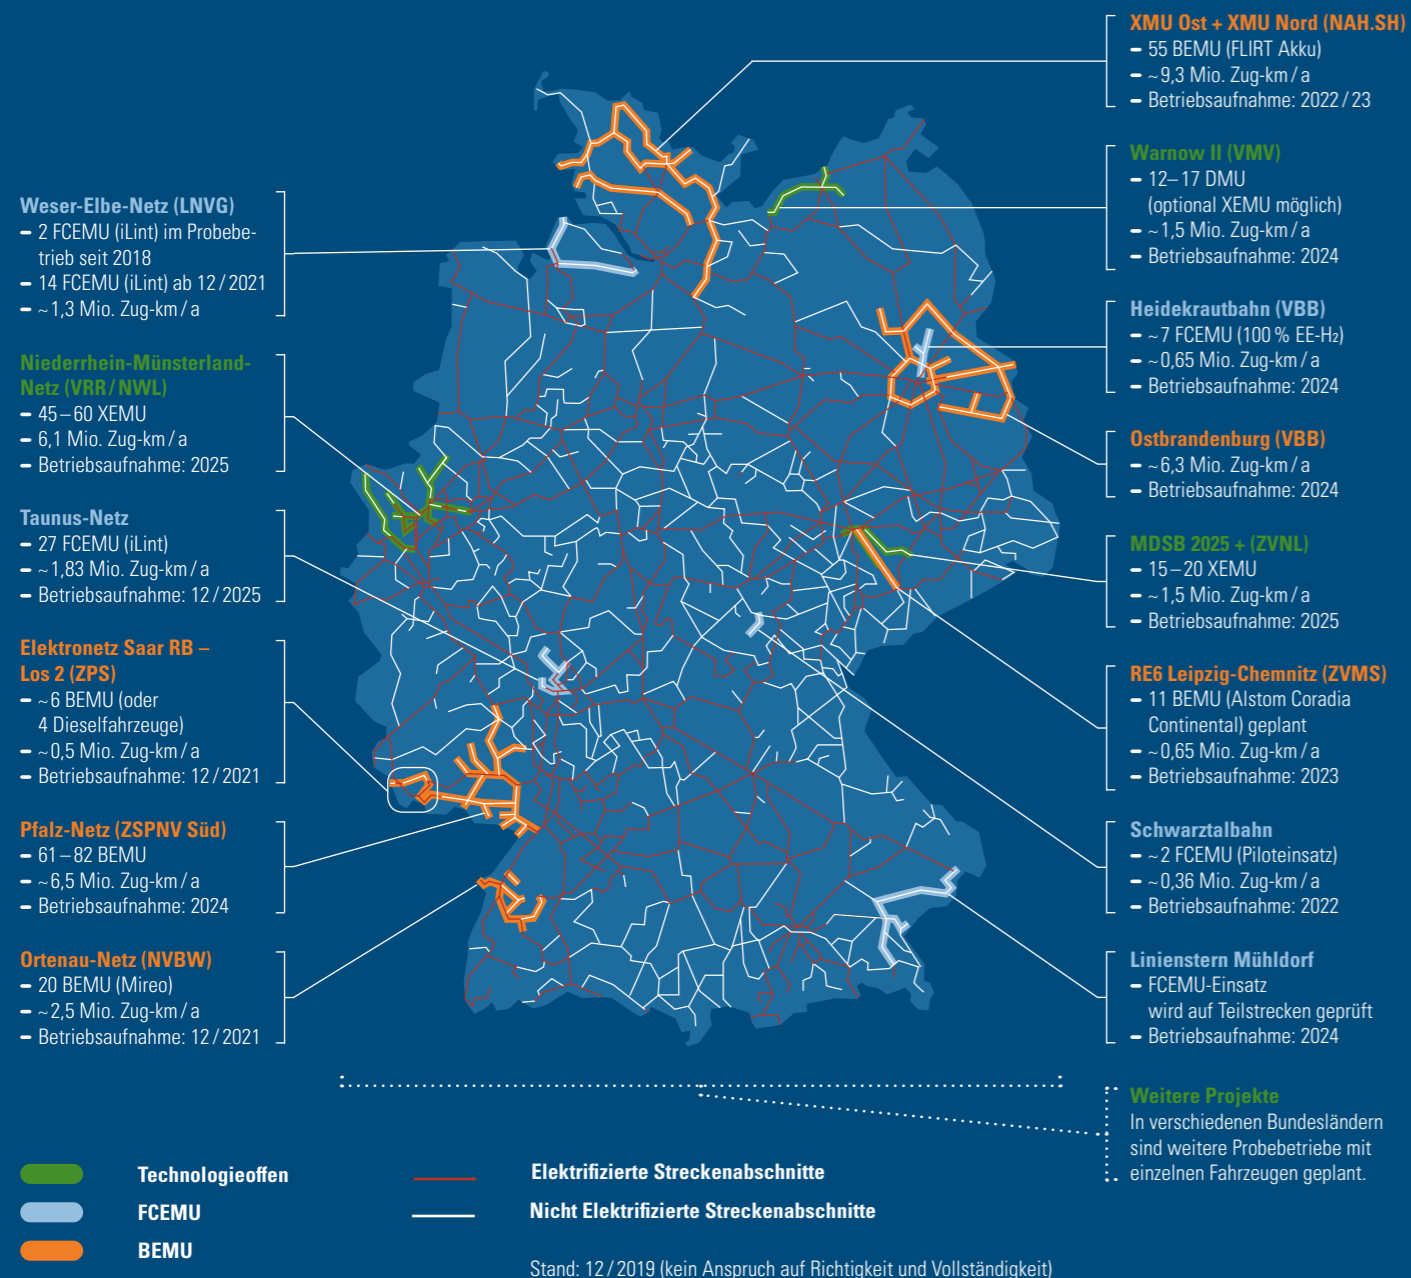 Weser-Elbe-Netz (LNVG)
– 2 FCEMU (iLint) im Probebe-
trieb seit 2018
– 14 FCEMU (iLint) ab 12 / 2021
– ~ 1,3 Mio. Zug-km / a
Niederrhein-Münsterland-
Netz (VRR / NWL)
– 45 – 60 XEMU
– 6,1 Mio. Zug-km / a
– Betriebsaufnahme: 2025
Taunus-Netz
– 27 FCEMU (iLint)
– ~ 1,83 Mio. Zug-km / a
– Betriebsaufnahme: 12 / 2025
Elektronetz Saar RB –
Los 2 (ZPS)
– ~ 6 BEMU (oder
4 Dieselfahrzeuge)
– ~ 0,5 Mio. Zug-km / a
– Betriebsaufnahme: 12 / 2021
Pfalz-Netz (ZSPNV Süd)
– 61 – 82 BEMU
– ~ 6,5 Mio. Zug-km / a
– Betriebsaufnahme: 2024
Ortenau-Netz (NVBW)
– 20 BEMU (Mireo)
– ~ 2,5 Mio. Zug-km / a
– Betriebsaufnahme: 12 / 2021
XMU Ost + XMU Nord (NAH.SH)
– 55 BEMU (FLIRT Akku)
– ~ 9,3 Mio. Zug-km / a
– Betriebsaufnahme: 2022 / 23
Warnow II (VMV)
– 12 – 17 DMU
(optional XEMU möglich)
– ~ 1,5 Mio. Zug-km / a
– Betriebsaufnahme: 2024
Heidekrautbahn (VBB)
– ~ 7 FCEMU (100 % EE-H₂)
– ~ 0,65 Mio. Zug-km / a
– Betriebsaufnahme: 2024
Ostbrandenburg (VBB)
– ~ 6,3 Mio. Zug-km / a
– Betriebsaufnahme: 2024
MDSB 2025 + (ZVNL)
– 15 – 20 XEMU
– ~ 1,5 Mio. Zug-km / a
– Betriebsaufnahme: 2025
RE6 Leipzig-Chemnitz (ZVMS)
– 11 BEMU (Alstom Coradia
Continental) geplant
– ~ 0,65 Mio. Zug-km / a
– Betriebsaufnahme: 2023
Schwarztalbahn
– ~ 2 FCEMU (Piloteinsatz)
– ~ 0,36 Mio. Zug-km / a
– Betriebsaufnahme: 2022
Linienstern Mühldorf
– FCEMU-Einsatz
wird auf Teilstrecken geprüft
– Betriebsaufnahme: 2024
Weitere Projekte
In verschiedenen Bundesländern
sind weitere Probebetriebe mit
einzelnen Fahrzeugen geplant.
Technologieoffen
FCEMU
BEMU
Elektrifizierte Streckenabschnitte
Nicht Elektrifizierte Streckenabschnitte
Stand: 12 / 2019 (kein Anspruch auf Richtigkeit und Vollständigkeit)